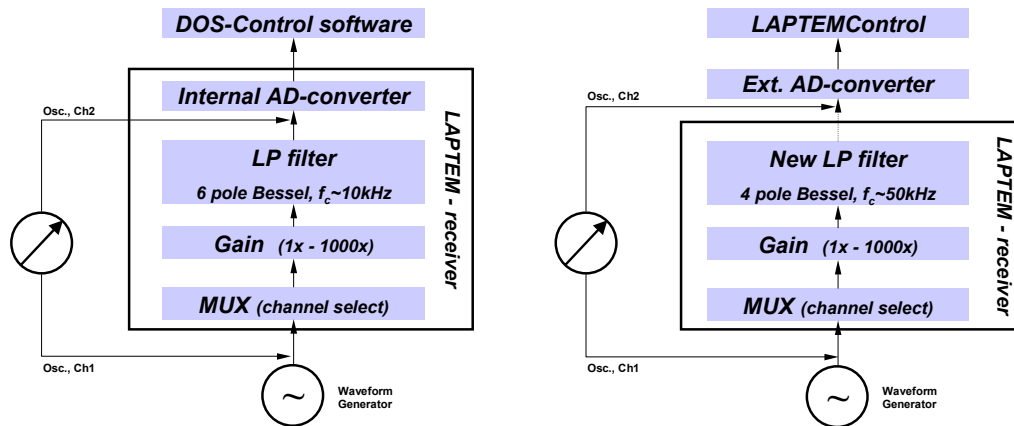 DOS-Control software
Internal AD-converter
Osc., Ch2
LP filter
6 pole Bessel, fc~10kHz
Gain (1x - 1000x)
MUX (channel select)
LAPTEM - receiver
Osc., Ch1
~
Waveform
Generator
LAPTEMControl
Ext. AD-converter
Osc., Ch2
New LP filter
4 pole Bessel, fc~50kHz
Gain (1x - 1000x)
MUX (channel select)
LAPTEM - receiver
Osc., Ch1
~
Waveform
Generator